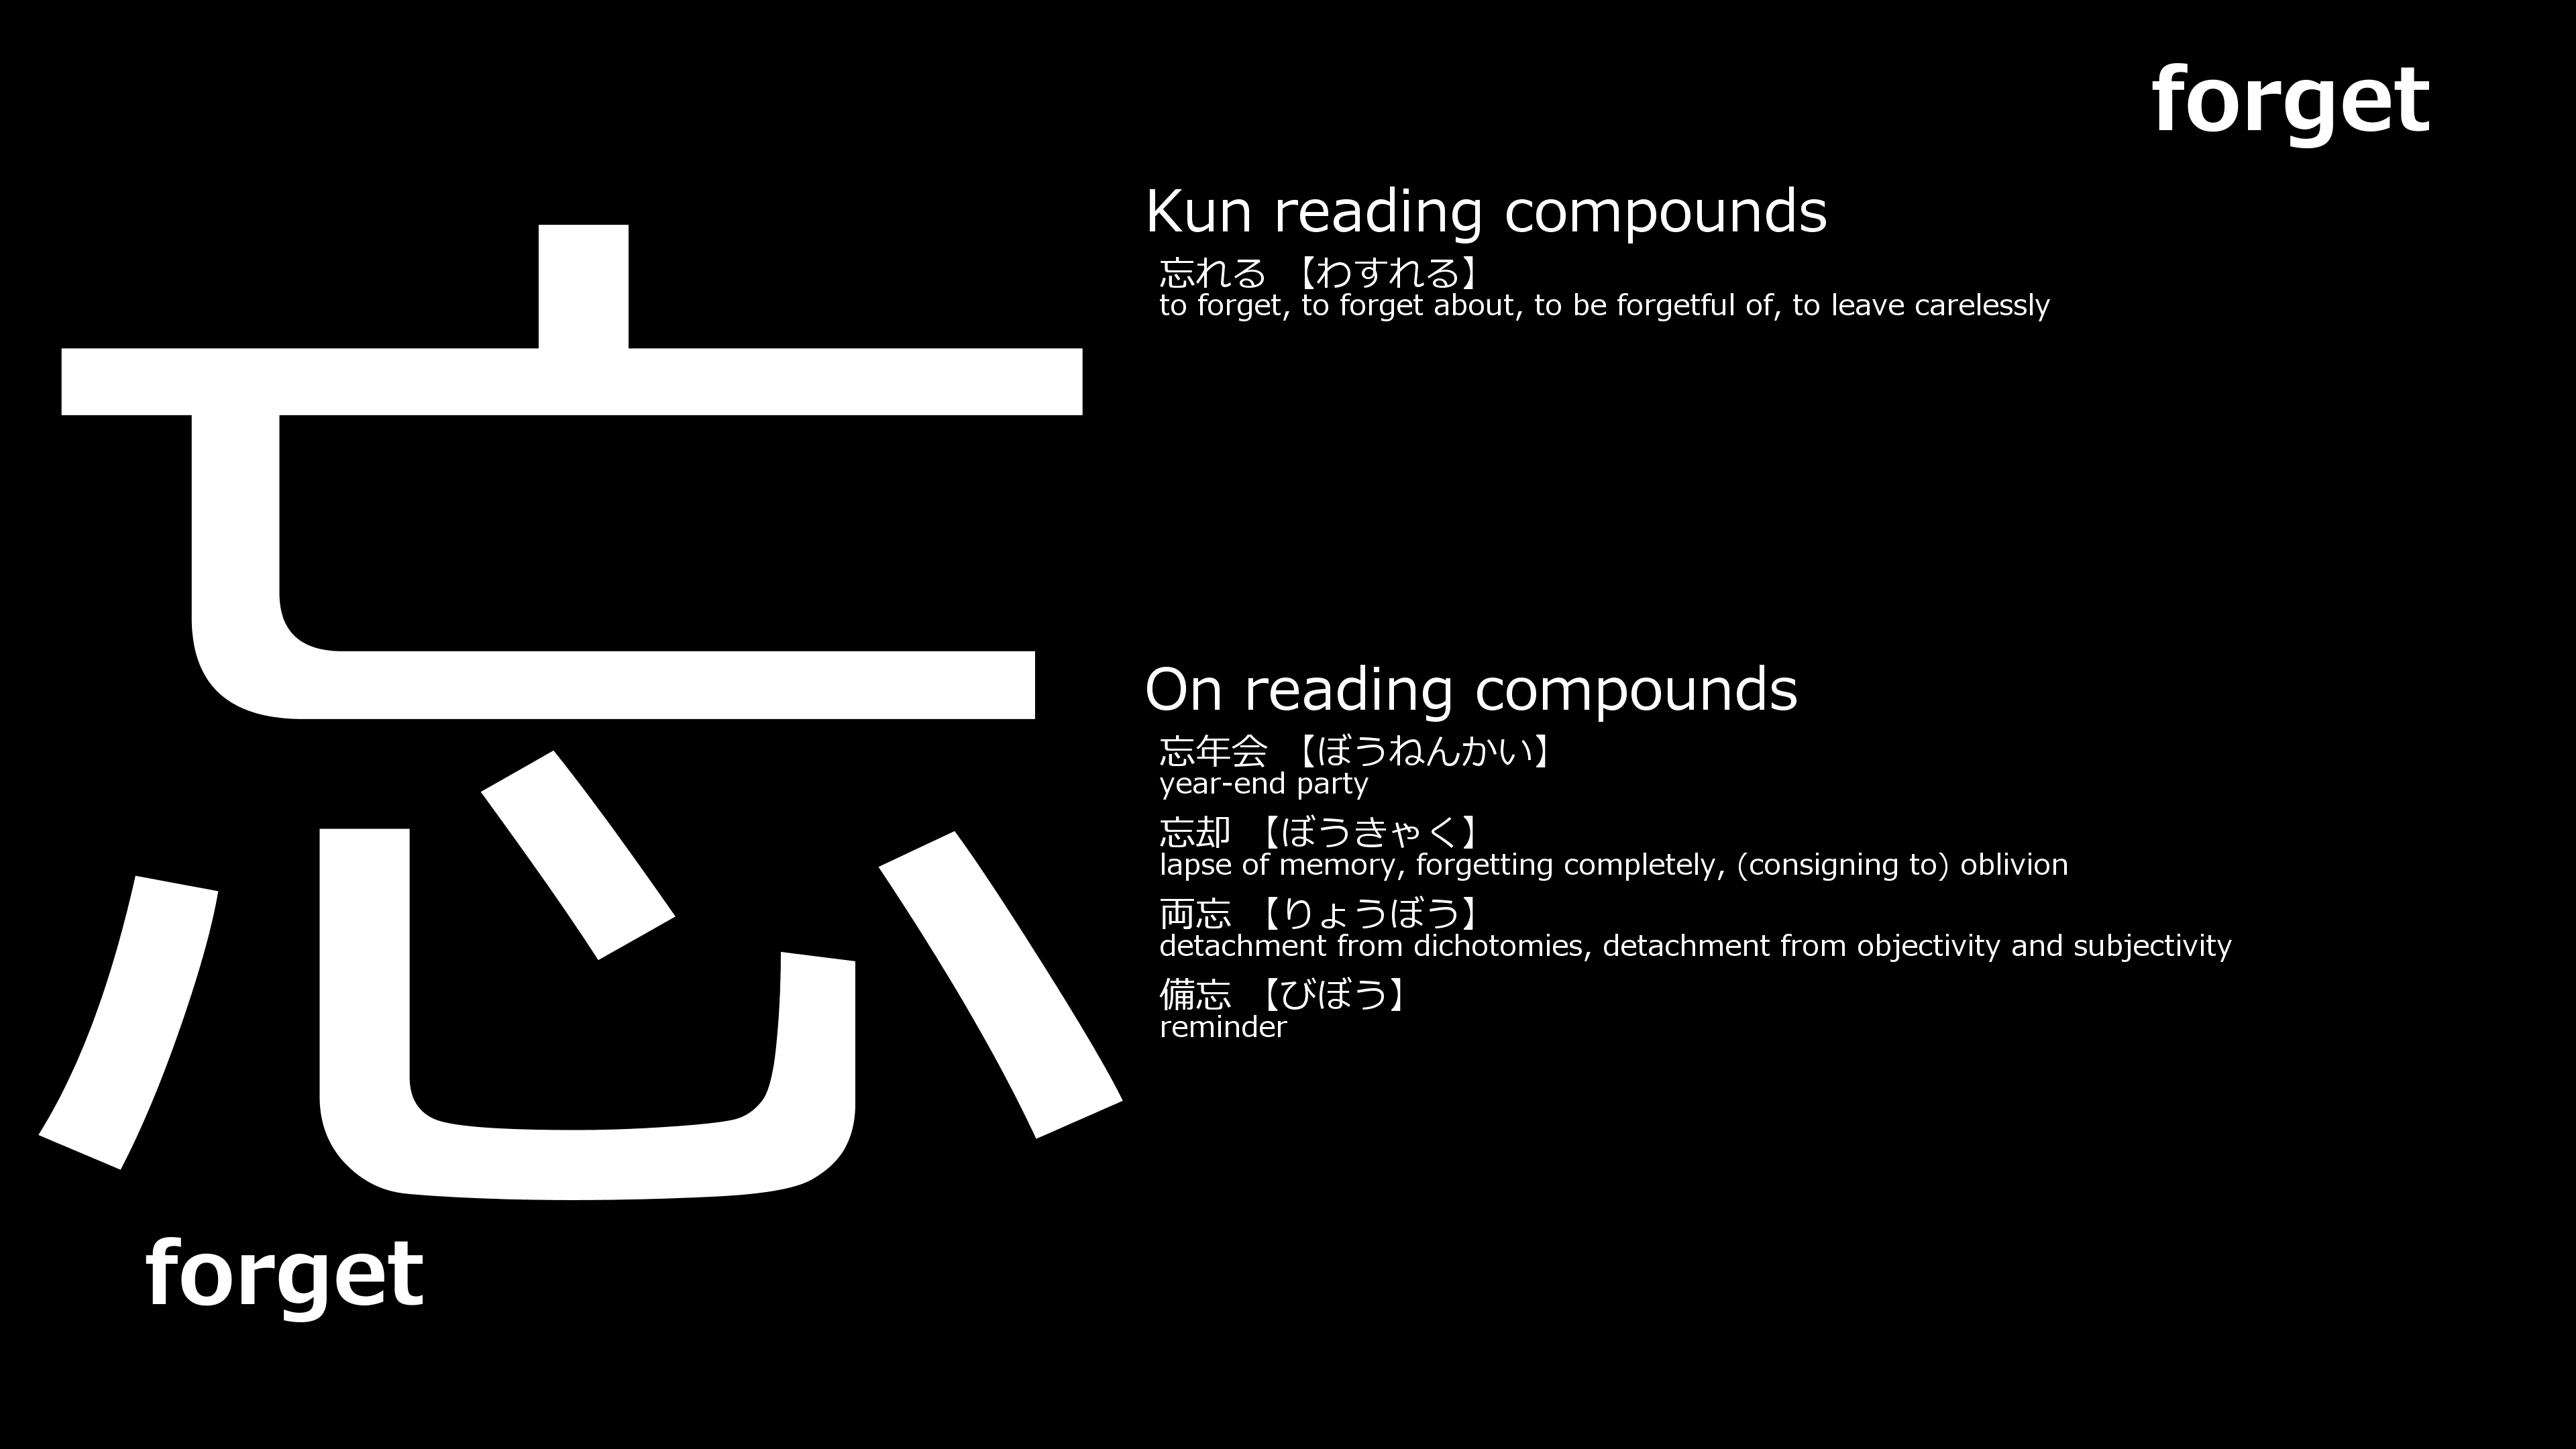 forget
忘
forget
Kun reading compounds
忘れる 【わすれる】
to forget, to forget about, to be forgetful of, to leave carelessly
On reading compounds
忘年会 【ぼうねんかい】
year-end party
忘却 【ぼうきゃく】
lapse of memory, forgetting completely, (consigning to) oblivion
両忘 【りょうぼう】
detachment from dichotomies, detachment from objectivity and subjectivity
備忘 【びぼう】
reminder